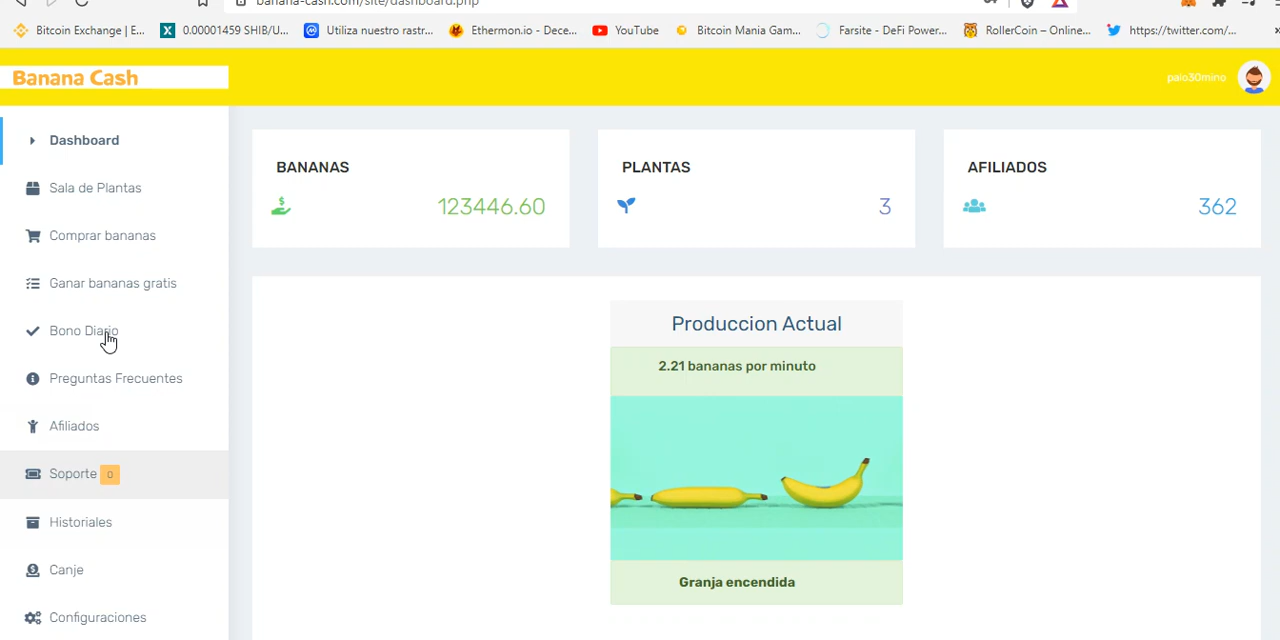 banana-cash.com/site/dashboard.php
Bitcoin Exchange | E...
0.00001459 SHIB/U...
Utiliza nuestro rastr...
Ethermon.io - Dece...
YouTube
Bitcoin Mania Gam...
Farsite - DeFi Power...
RollerCoin – Online...
https://twitter.com/...
Banana Cash
palo30mino
Dashboard
Sala de Plantas
Comprar bananas
Ganar bananas gratis
Bono Diario
Preguntas Frecuentes
Afiliados
Soporte 0
Historiales
Canje
Configuraciones
BANANAS
123446.60
PLANTAS
3
AFILIADOS
362
Produccion Actual
2.21 bananas por minuto
Granja encendida